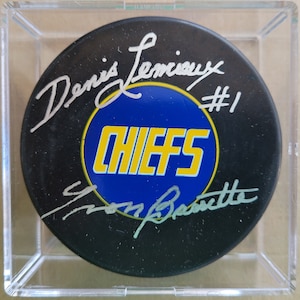 Denis Lemieux
#1
CHIEFS
Yvon Barrette